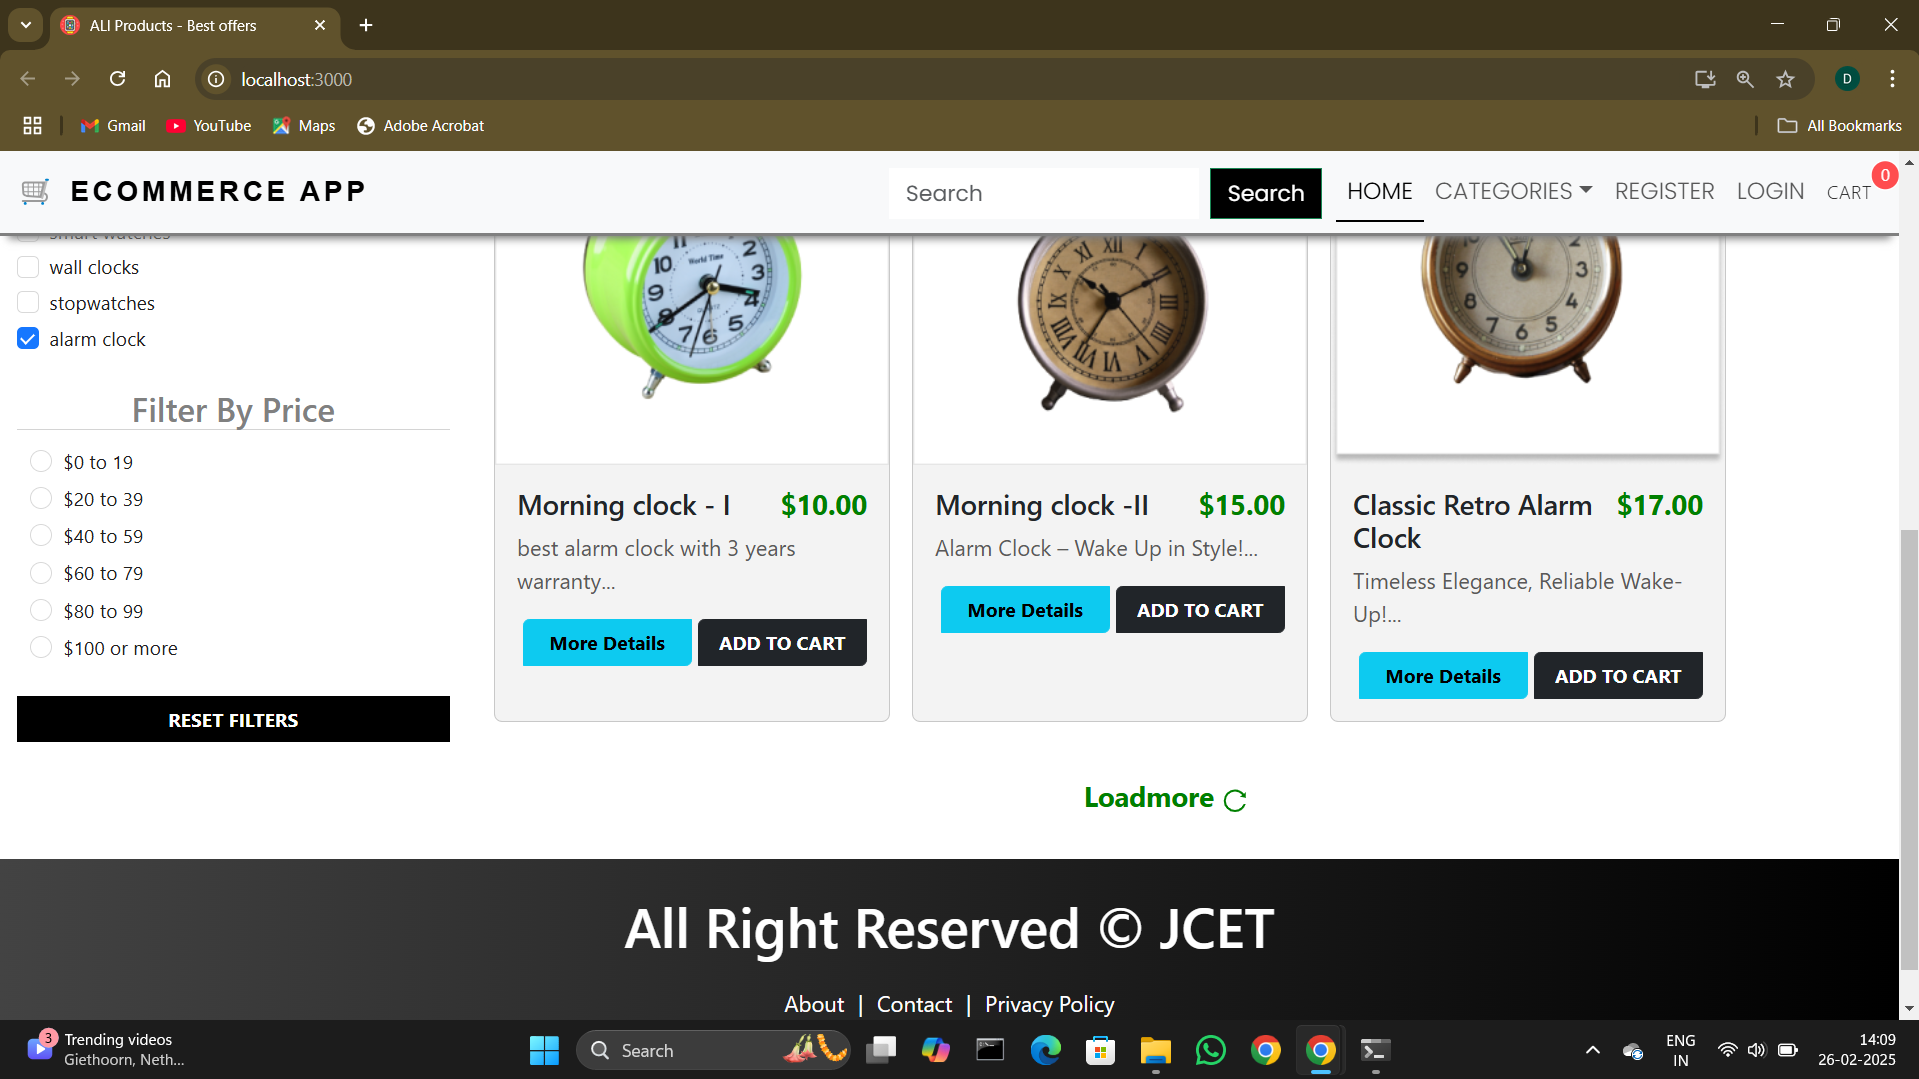 ALl Products - Best offers
localhost:3000
Gmail
YouTube
Maps
Adobe Acrobat
All Bookmarks
ECOMMERCE APP
Search
Search
HOME
CATEGORIES
REGISTER
LOGIN
CART
0
smart watches
wall clocks
stopwatches
alarm clock
Filter By Price
$0 to 19
$20 to 39
$40 to 59
$60 to 79
$80 to 99
$100 or more
RESET FILTERS
World Time
Morning clock - I
$10.00
best alarm clock with 3 years
warranty...
More Details
ADD TO CART
Morning clock -II
$15.00
Alarm Clock – Wake Up in Style!...
More Details
ADD TO CART
Classic Retro Alarm
Clock
$17.00
Timeless Elegance, Reliable Wake-
Up!...
More Details
ADD TO CART
Loadmore
All Right Reserved © JCET
About | Contact | Privacy Policy
3
Trending videos
Giethoorn, Neth...
Search
ENG
IN
14:09
26-02-2025
D